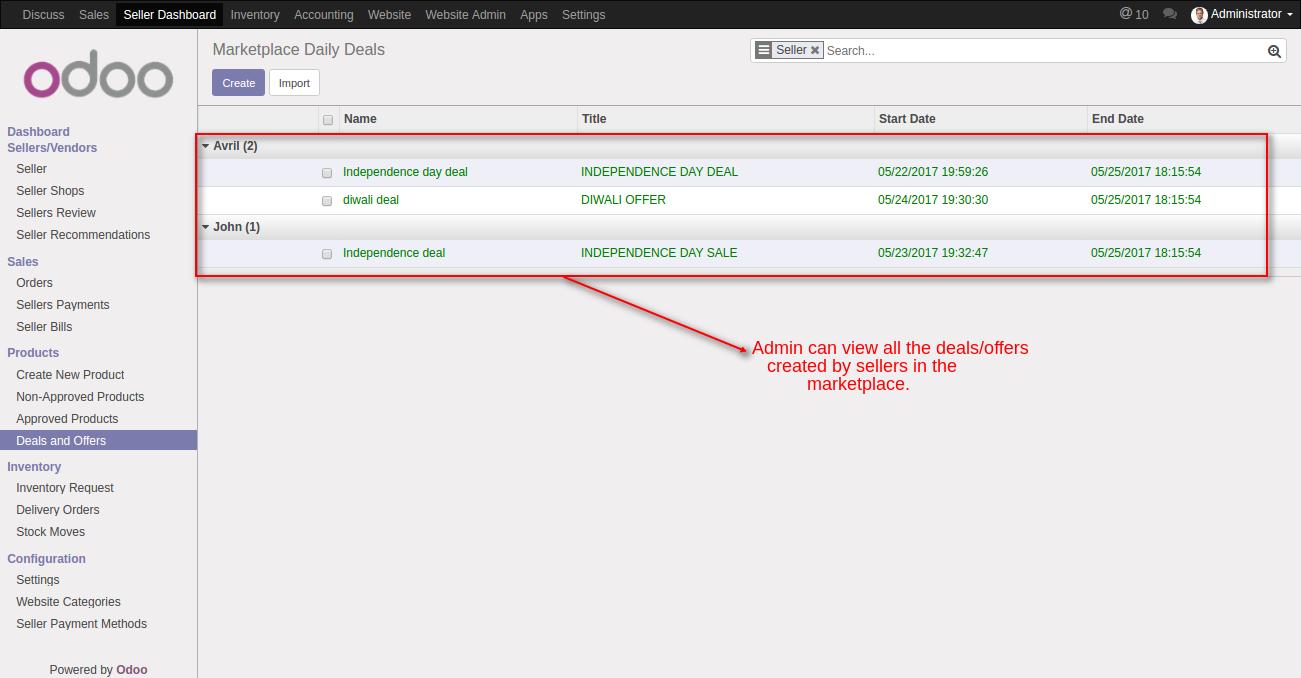 Discuss Sales Seller Dashboard Inventory Accounting Website Website Admin Apps Settings @ 10 Administrator
odoo
Dashboard
Sellers/Vendors
Seller
Seller Shops
Sellers Review
Seller Recommendations
Sales
Orders
Sellers Payments
Seller Bills
Products
Create New Product
Non-Approved Products
Approved Products
Deals and Offers
Inventory
Inventory Request
Delivery Orders
Stock Moves
Configuration
Settings
Website Categories
Seller Payment Methods
Powered by Odoo
Marketplace Daily Deals
Seller Search...
Create Import
Name Title Start Date End Date
Avril (2)
Independence day deal INDEPENDENCE DAY DEAL 05/22/2017 19:59:26 05/25/2017 18:15:54
diwali deal DIWALI OFFER 05/24/2017 19:30:30 05/25/2017 18:15:54
John (1)
Independence deal INDEPENDENCE DAY SALE 05/23/2017 19:32:47 05/25/2017 18:15:54
Admin can view all the deals/offers
created by sellers in the
marketplace.